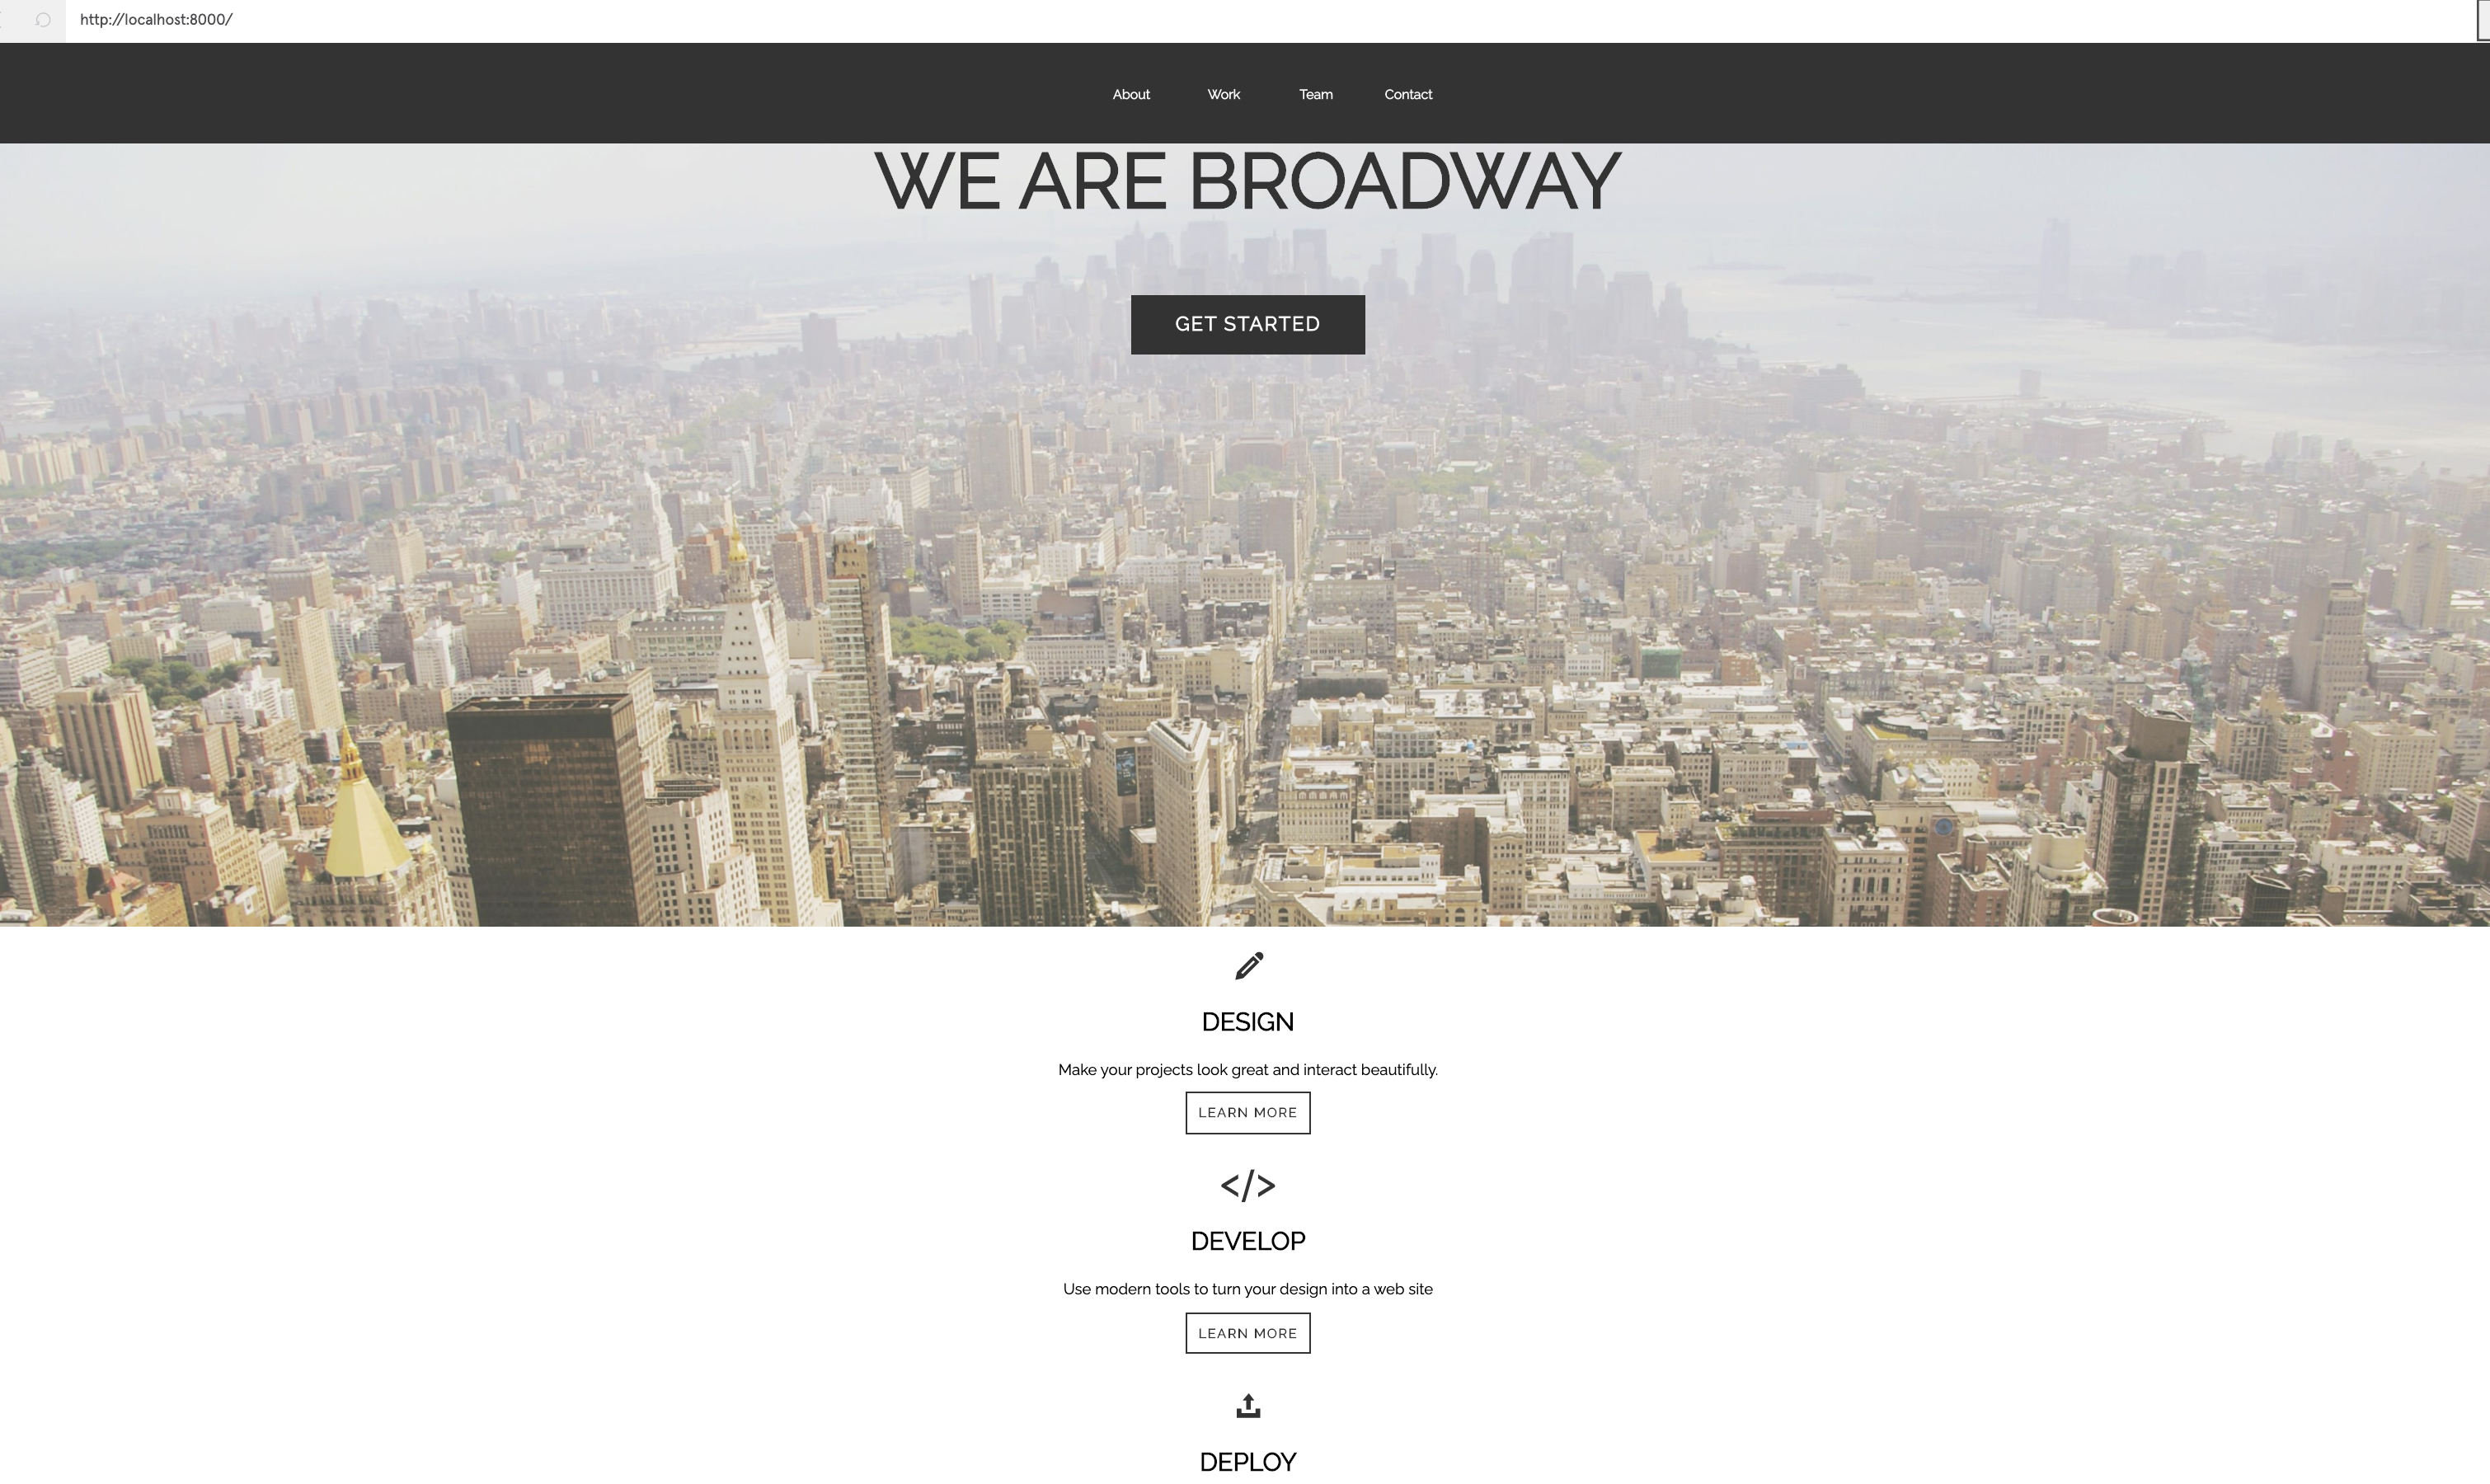 http://localhost:8000/
About Work Team Contact
WE ARE BROADWAY
GET STARTED
DESIGN
Make your projects look great and interact beautifully.
LEARN MORE
</>
DEVELOP
Use modern tools to turn your design into a web site
LEARN MORE
DEPLOY